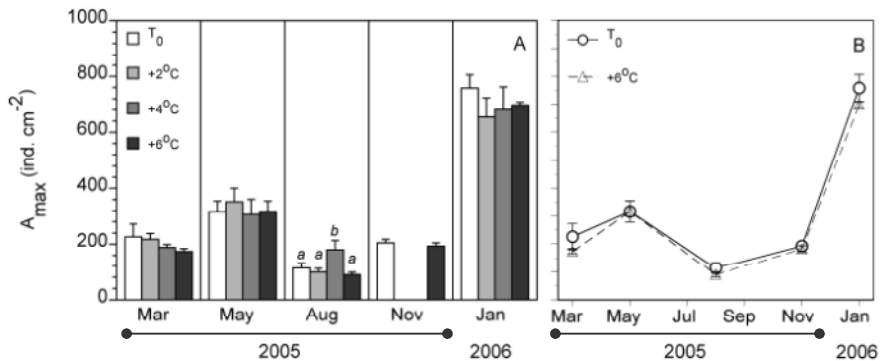 1000
800
600
400
200
0
A_max (ind. cm⁻²)
T₀
+2ºC
+4ºC
+6ºC
A
a a b a
Mar May Aug Nov Jan
2005 2006
T₀
+6ºC
B
Mar May Jul Sep Nov Jan
2005 2006